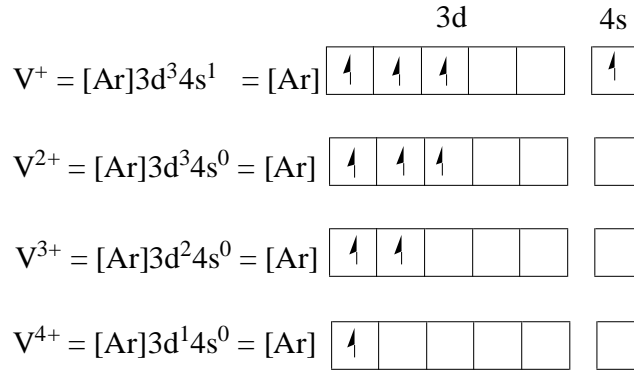 3d 4s
V⁺ = [Ar]3d³4s¹ = [Ar]
V²⁺ = [Ar]3d³4s⁰ = [Ar]
V³⁺ = [Ar]3d²4s⁰ = [Ar]
V⁴⁺ = [Ar]3d¹4s⁰ = [Ar]